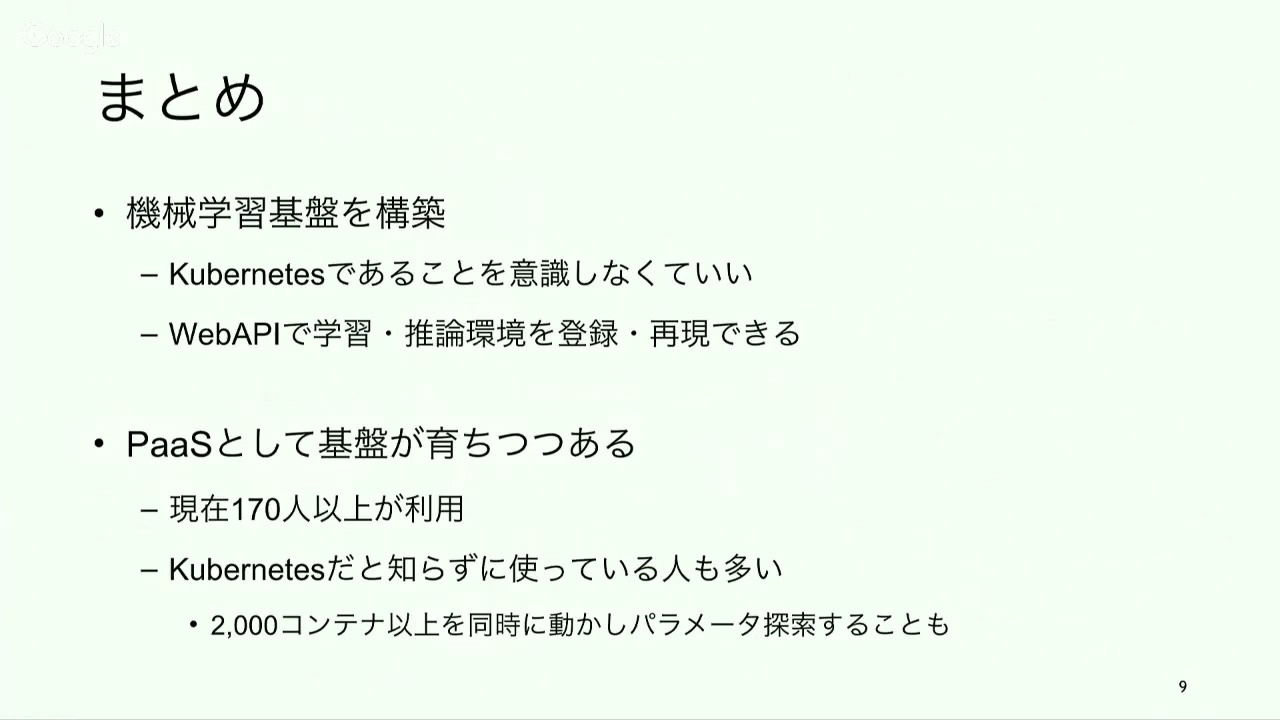 Google
まとめ
• 機械学習基盤を構築
– Kubernetesであることを意識しなくていい
– WebAPIで学習・推論環境を登録・再現できる
• PaaSとして基盤が育ちつつある
– 現在170人以上が利用
– Kubernetesだと知らずに使っている人も多い
• 2,000コンテナ以上を同時に動かしパラメータ探索することも
9